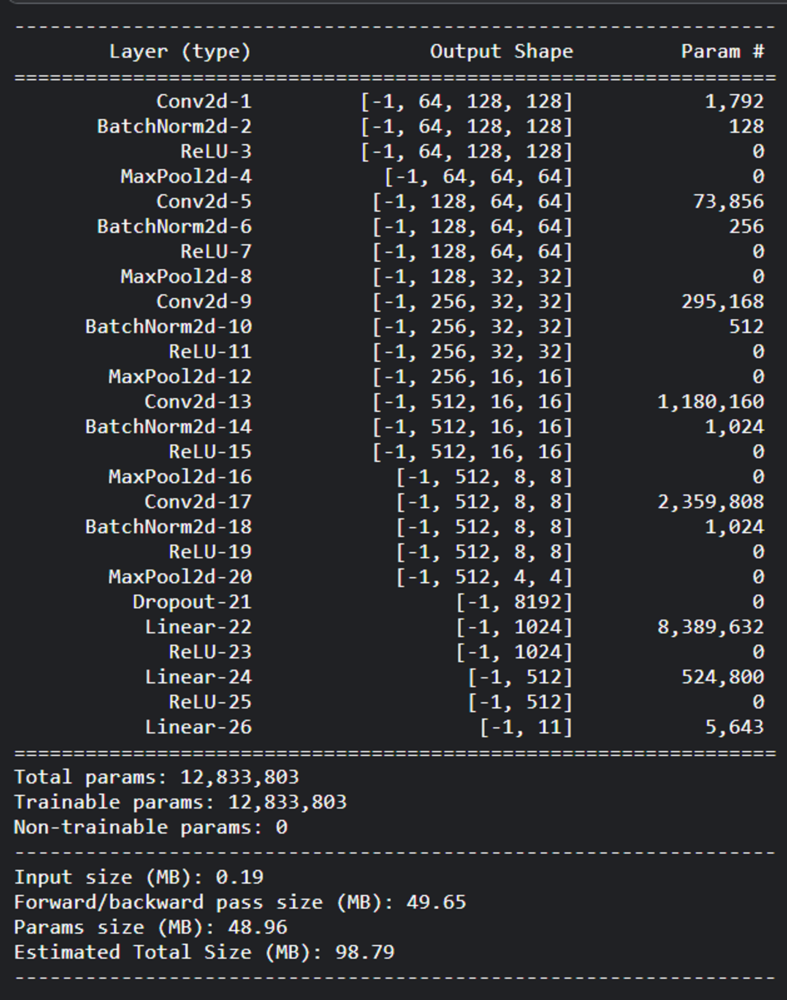 ----------------------------------------------------------------
Layer (type) Output Shape Param #
================================================================
Conv2d-1 [-1, 64, 128, 128] 1,792
BatchNorm2d-2 [-1, 64, 128, 128] 128
ReLU-3 [-1, 64, 128, 128] 0
MaxPool2d-4 [-1, 64, 64, 64] 0
Conv2d-5 [-1, 128, 64, 64] 73,856
BatchNorm2d-6 [-1, 128, 64, 64] 256
ReLU-7 [-1, 128, 64, 64] 0
MaxPool2d-8 [-1, 128, 32, 32] 0
Conv2d-9 [-1, 256, 32, 32] 295,168
BatchNorm2d-10 [-1, 256, 32, 32] 512
ReLU-11 [-1, 256, 32, 32] 0
MaxPool2d-12 [-1, 256, 16, 16] 0
Conv2d-13 [-1, 512, 16, 16] 1,180,160
BatchNorm2d-14 [-1, 512, 16, 16] 1,024
ReLU-15 [-1, 512, 16, 16] 0
MaxPool2d-16 [-1, 512, 8, 8] 0
Conv2d-17 [-1, 512, 8, 8] 2,359,808
BatchNorm2d-18 [-1, 512, 8, 8] 1,024
ReLU-19 [-1, 512, 8, 8] 0
MaxPool2d-20 [-1, 512, 4, 4] 0
Dropout-21 [-1, 8192] 0
Linear-22 [-1, 1024] 8,389,632
ReLU-23 [-1, 1024] 0
Linear-24 [-1, 512] 524,800
ReLU-25 [-1, 512] 0
Linear-26 [-1, 11] 5,643
================================================================
Total params: 12,833,803
Trainable params: 12,833,803
Non-trainable params: 0
----------------------------------------------------------------
Input size (MB): 0.19
Forward/backward pass size (MB): 49.65
Params size (MB): 48.96
Estimated Total Size (MB): 98.79
----------------------------------------------------------------